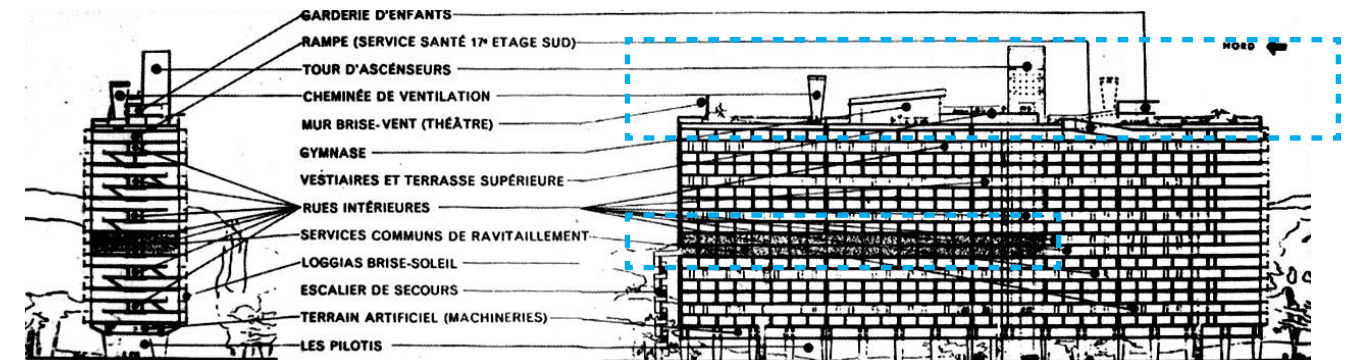 GARDERIE D'ENFANTS
RAMPE (SERVICE SANTÉ 17e ETAGE SUD)
NORD
TOUR D'ASCÉNSEURS
CHEMINÉE DE VENTILATION
MUR BRISE-VENT (THÉÂTRE)
GYMNASE
VESTIAIRES ET TERRASSE SUPÉRIEURE
RUES INTÉRIEURES
SERVICES COMMUNS DE RAVITAILLEMENT
LOGGIAS BRISE-SOLEIL
ESCALIER DE SECOURS
TERRAIN ARTIFICIEL (MACHINERIES)
LES PILOTIS